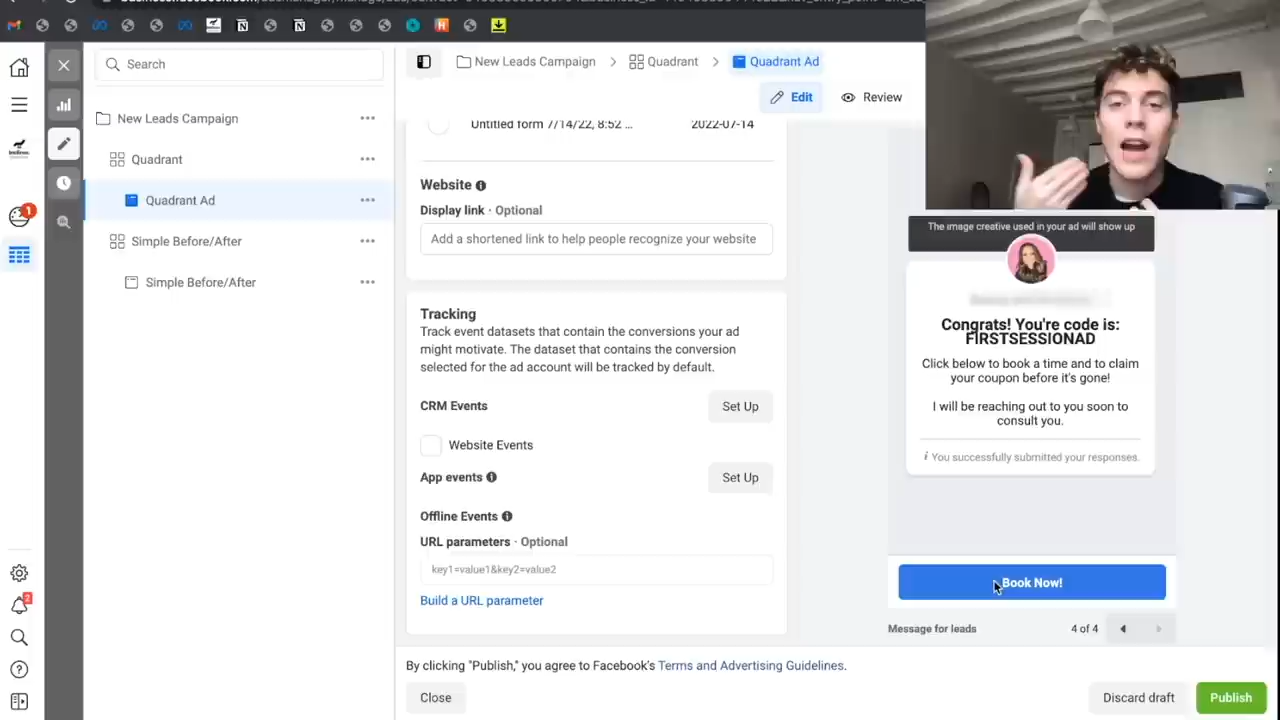 Search
New Leads Campaign
Quadrant
Quadrant Ad
Simple Before/After
Simple Before/After
New Leads Campaign
Quadrant
Quadrant Ad
Edit
Review
Untitled form 7/14/22, 8:52 ...
2022-07-14
Website
Display link · Optional
Add a shortened link to help people recognize your website
Tracking
Track event datasets that contain the conversions your ad
might motivate. The dataset that contains the conversion
selected for the ad account will be tracked by default.
CRM Events
Set Up
Website Events
App events
Set Up
Offline Events
URL parameters · Optional
key1=value1&key2=value2
Build a URL parameter
The image creative used in your ad will show up
Congrats! You're code is:
FIRSTSESSIONAD
Click below to book a time and to claim
your coupon before it's gone!
I will be reaching out to you soon to
consult you.
You successfully submitted your responses.
Book Now!
Message for leads
4 of 4
By clicking "Publish," you agree to Facebook's Terms and Advertising Guidelines.
Close
Discard draft
Publish
1
2